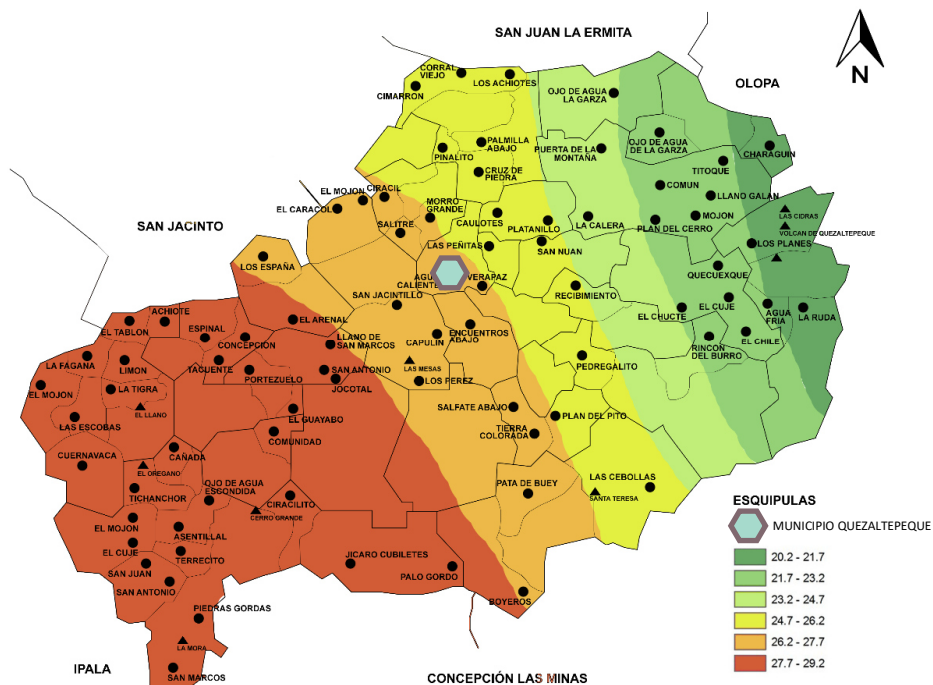 SAN JUAN LA ERMITA
N
CORRAL
VIEJO
LOS ACHIOTES
CIMARRON
OJO DE AGUA
LA GARZA
OLOPA
OJO DE AGUA
DE LA GARZA
PALMILLA
ABAJO
PINALITO
PUERTA DE LA
MONTAÑA
CHARAGUIN
TITOQUE
CRUZ DE
PIEDRA
COMUN
LLANO GALAN
EL MOJON
CIRACIL
EL CARACOL
MORRO
GRANDE
LAS CIDRAS
SAN JACINTO
SALITRE
CAULOTES
PLATANILLO
LA CALERA
PLAN DEL CERRO
MOJON
VOLCAN DE QUEZALTEPEQUE
LAS PEÑITAS
SAN NUAN
LOS PLANES
LOS ESPAÑA
AGUA
CALIENTE
VERAPAZ
QUECUEXQUE
SAN JACINTILLO
RECIBIMIENTO
EL CHUCTE
EL CUJE
AGUA
FRIA
LA RUDA
ACHIOTE
EL TABLON
ESPINAL
EL ARENAL
CONCEPCIÓN
LLANO DE
SAN MARCOS
CAPULÍN
ENCUENTROS
ABAJO
RINCON
DEL BURRO
EL CHILE
LA FAGANA
LIMON
TAGUENTE
PORTEZUELO
SAN ANTONIO
JOCOTAL
LAS MESAS
LOS PEREZ
PEDREGALITO
EL MOJON
LA TIGRA
EL LLANO
LAS ESCOBAS
EL GUAYABO
COMUNIDAD
SALFATE ABAJO
PLAN DEL PITO
TIERRA
COLORADA
CUERNAVACA
CAÑADA
EL OREGANO
TICHANCHOR
OJO DE AGUA
ESCONDIDA
CIRACILITO
CERRO GRANDE
PATA DE BUEY
LAS CEBOLLAS
SANTA TERESA
EL MOJON
ASENTILLAL
EL CUJE
TERRECITO
SAN JUAN
SAN ANTONIO
JICARO CUBILETES
PALO GORDO
BOYEROS
PIEDRAS GORDAS
LA MORA
SAN MARCOS
IPALA
CONCEPCIÓN LAS MINAS
ESQUIPULAS
MUNICIPIO QUEZALTEPEQUE
20.2 - 21.7
21.7 - 23.2
23.2 - 24.7
24.7 - 26.2
26.2 - 27.7
27.7 - 29.2